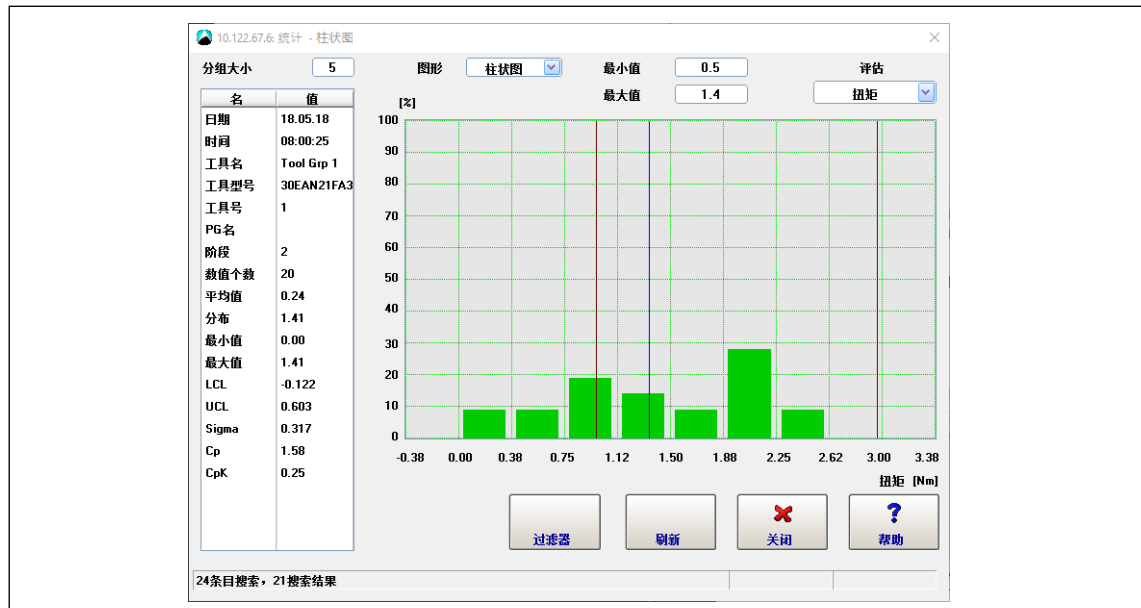 10.122.67.6: 统计 - 柱状图
分组大小 5 图形 柱状图 最小值 0.5 评估
最大值 1.4 扭矩
名 值
日期 18.05.18
时间 08:00:25
工具名 Tool Grp 1
工具型号 30EAN21FA3
工具号 1
PG名
阶段 2
数值个数 20
平均值 0.24
分布 1.41
最小值 0.00
最大值 1.41
LCL -0.122
UCL 0.603
Sigma 0.317
Cp 1.58
CpK 0.25
[%]
100
90
80
70
60
50
40
30
20
10
0
-0.38 0.00 0.38 0.75 1.12 1.50 1.88 2.25 2.62 3.00 3.38
扭矩 [Nm]
过滤器 刷新 关闭 帮助
24条目搜索，21搜索结果